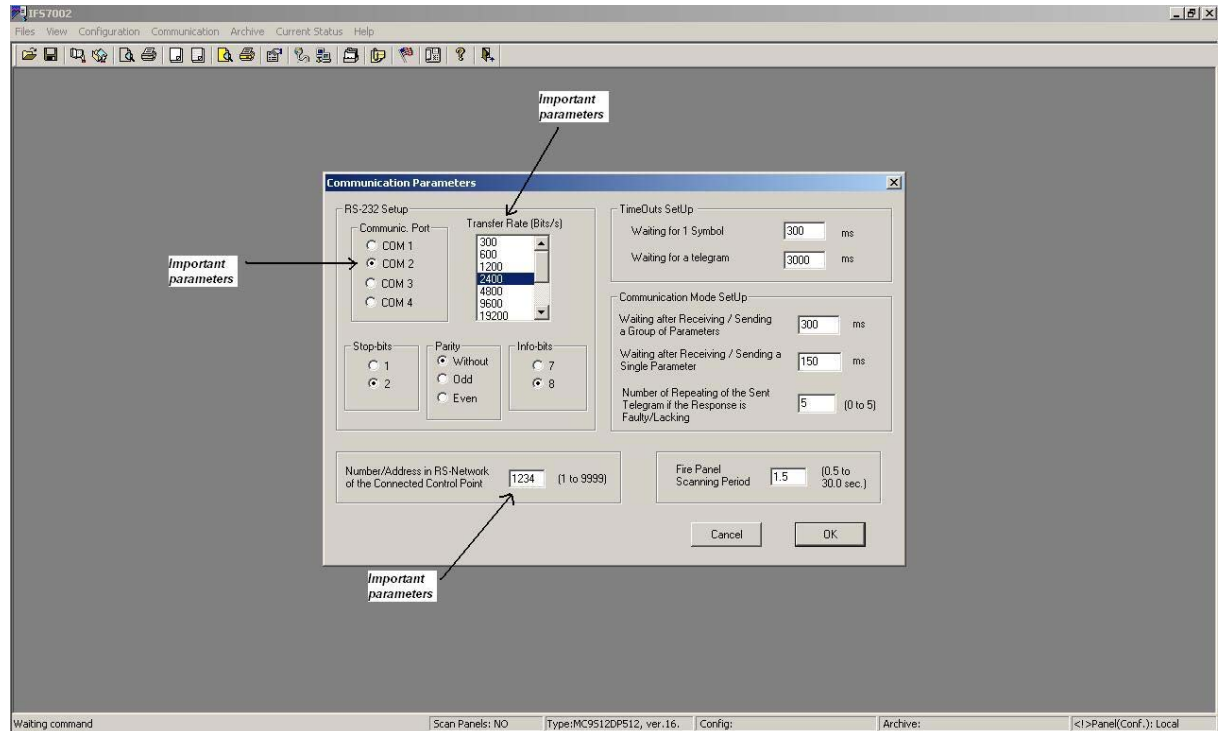 IFS7002
Files View Configuration Communication Archive Current Status Help
Important
parameters
Communication Parameters
RS-232 Setup
Communic. Port
COM 1
COM 2
COM 3
COM 4
Transfer Rate (Bits/s)
300
600
1200
2400
4800
9600
19200
Important
parameters
Stop-bits
1
2
Parity
Without
Odd
Even
Info-bits
7
8
TimeOuts SetUp
Waiting for 1 Symbol 300 ms
Waiting for a telegram 3000 ms
Communication Mode SetUp
Waiting after Receiving / Sending
a Group of Parameters 300 ms
Waiting after Receiving / Sending a
Single Parameter 150 ms
Number of Repeating of the Sent
Telegram if the Response is 5 (0 to 5)
Faulty/Lacking
Number/Address in RS-Network
of the Connected Control Point 1234 (1 to 9999)
Fire Panel
Scanning Period 1.5 (0.5 to
30.0 sec.)
Cancel OK
Important
parameters
Waiting command Scan Panels: NO Type:MC9S12DP512, ver.16. Config: Archive: <!>Panel(Conf.): Local